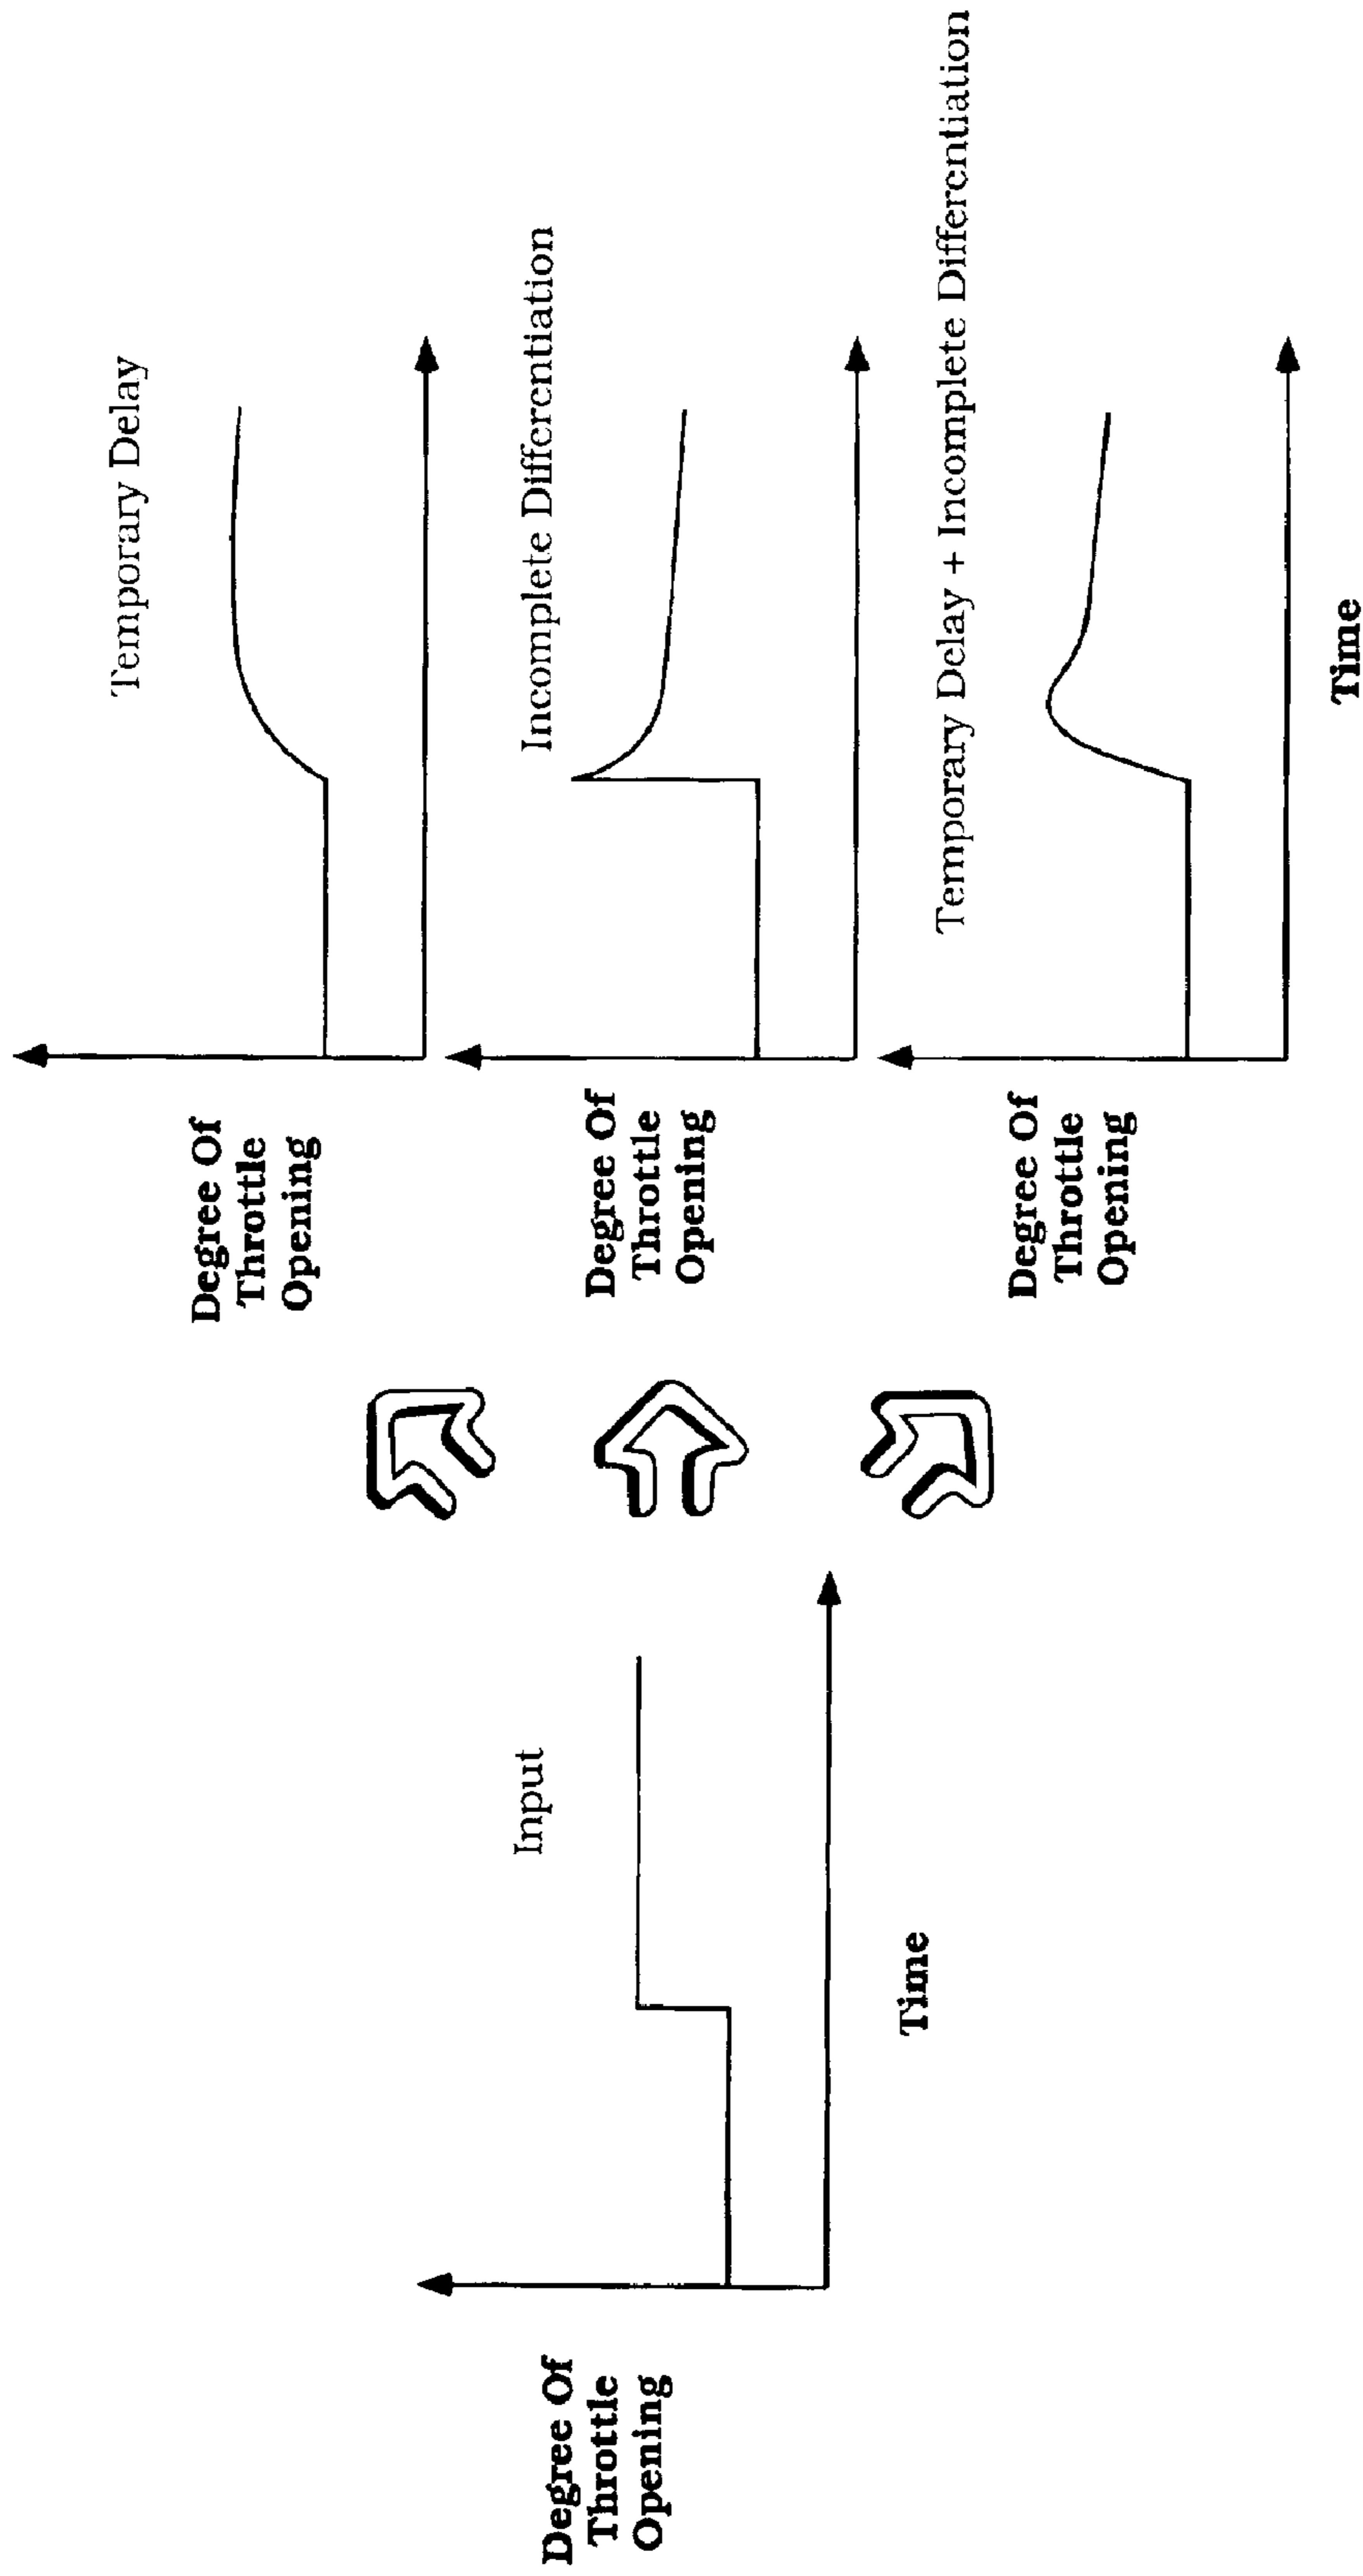 Degree Of
Throttle
Opening
Input
Time
Degree Of
Throttle
Opening
Temporary Delay
Degree Of
Throttle
Opening
Incomplete Differentiation
Degree Of
Throttle
Opening
Temporary Delay + Incomplete Differentiation
Time